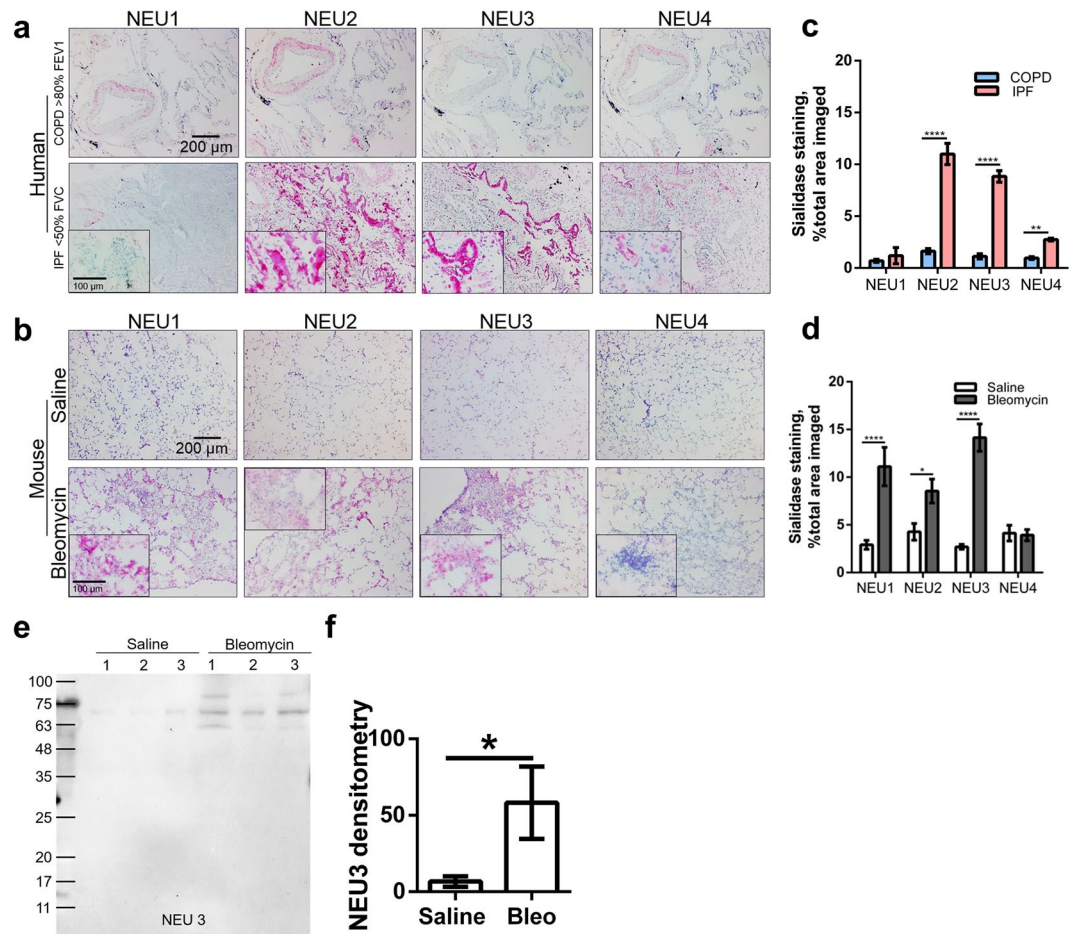 a
NEU1 NEU2 NEU3 NEU4
Human
COPD >80% FEV1
200 µm
IPF <50% FVC
100 µm
b
NEU1 NEU2 NEU3 NEU4
Mouse
Saline
200 µm
Bleomycin
100 µm
c
Sialidase staining,
%total area imaged
20
15
10
5
0
COPD
IPF
****
****
**
NEU1 NEU2 NEU3 NEU4
d
Sialidase staining,
%total area imaged
20
15
10
5
0
Saline
Bleomycin
****
*
****
NEU1 NEU2 NEU3 NEU4
e
Saline Bleomycin
1 2 3 1 2 3
100
75
63
48
35
25
20
17
11
NEU 3
f
NEU3 densitometry
100
50
0
*
Saline Bleo